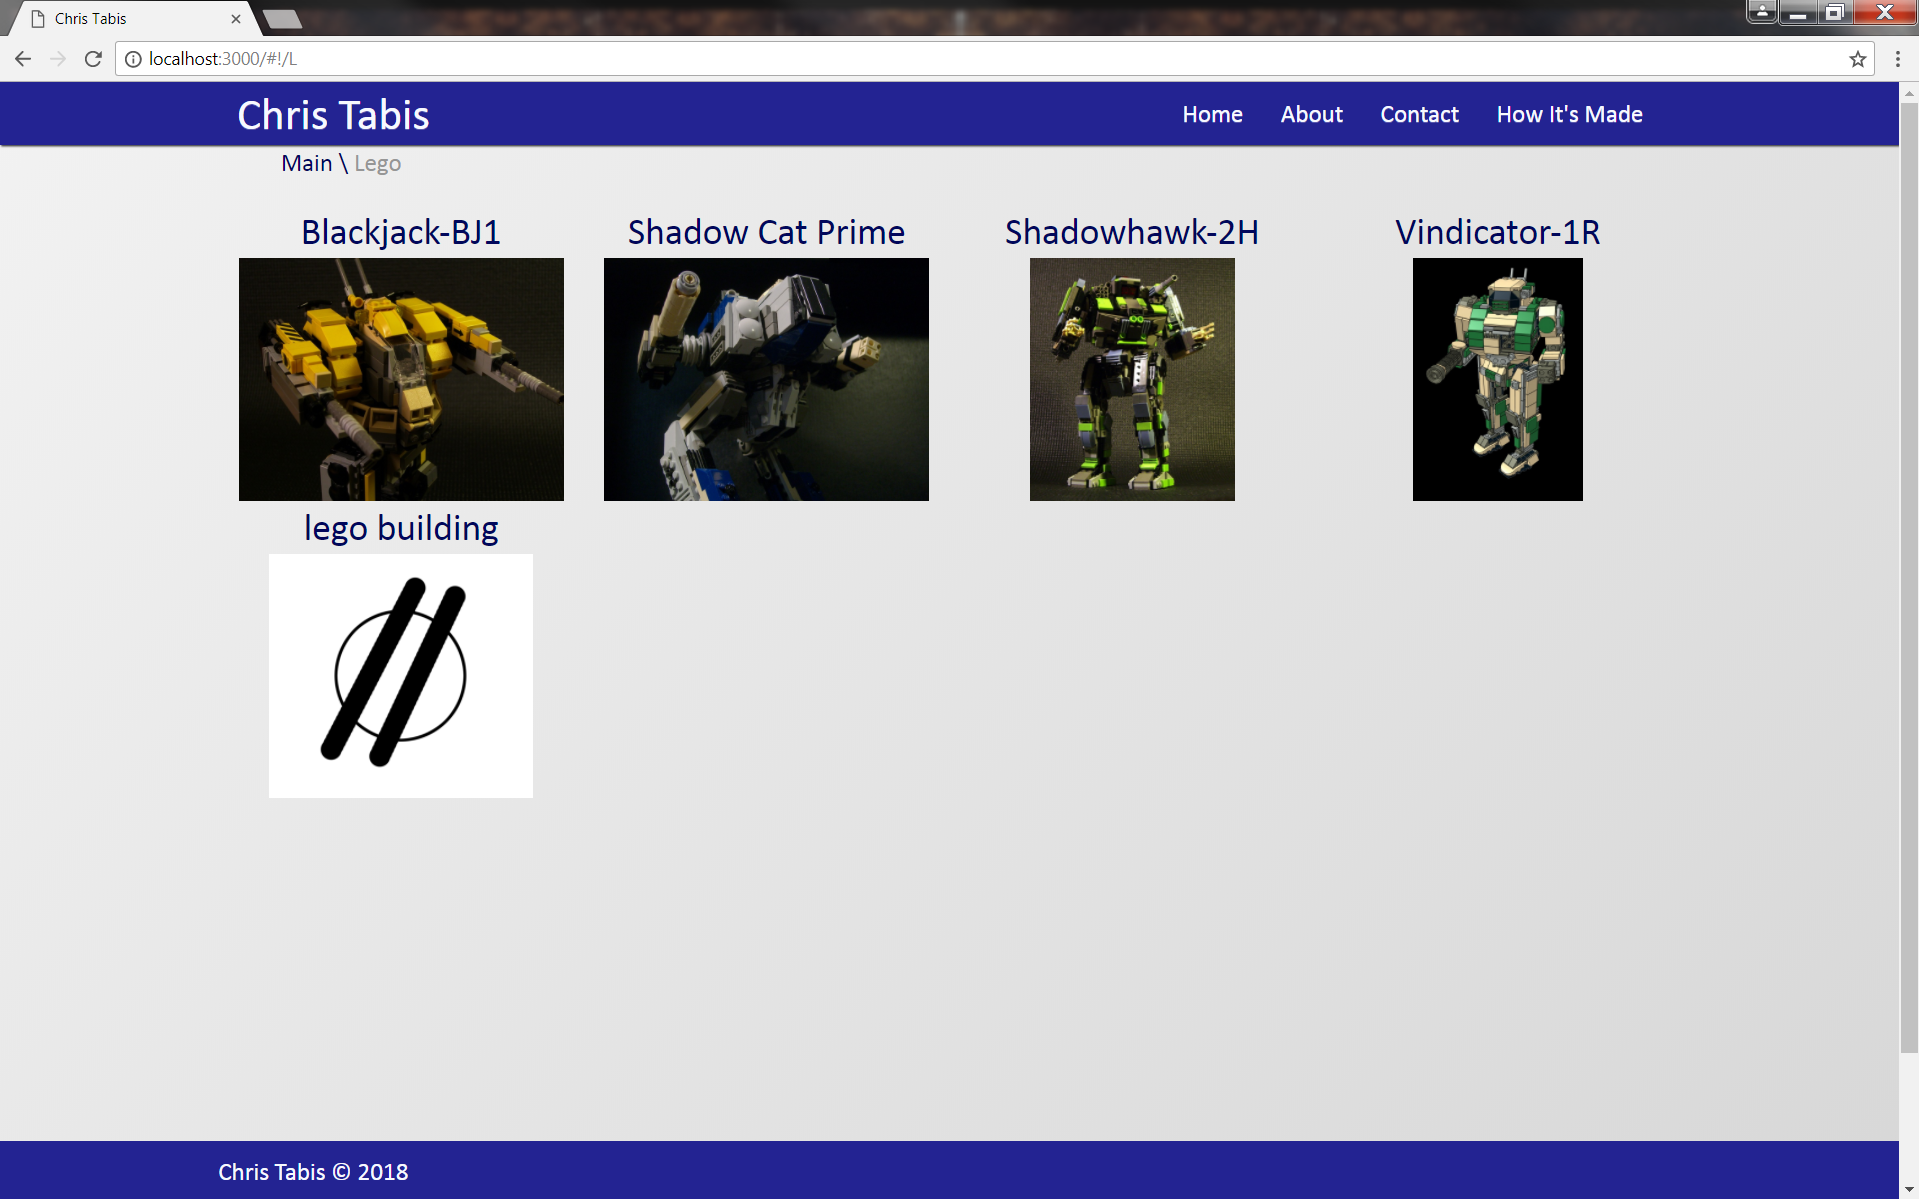 Chris Tabis
localhost:3000/#!/L
Chris Tabis Home About Contact How It's Made
Main \ Lego
Blackjack-BJ1 Shadow Cat Prime Shadowhawk-2H Vindicator-1R
lego building
Chris Tabis © 2018